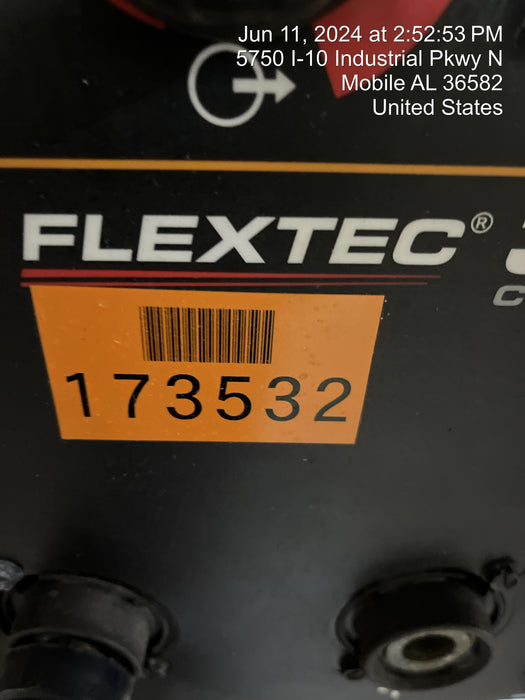 Jun 11, 2024 at 2:52:53 PM
5750 I-10 Industrial Pkwy N
Mobile AL 36582
United States
FLEXTEC®
173532